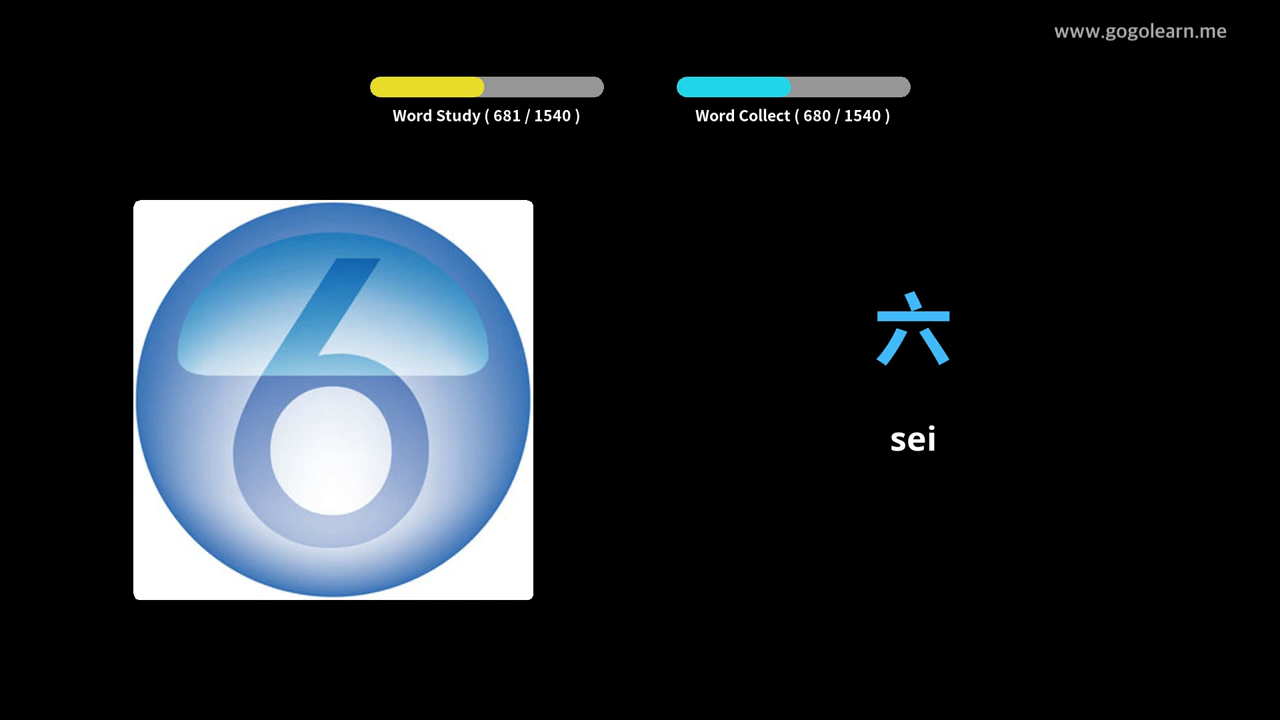 www.gogolearn.me
Word Study ( 681 / 1540 )
Word Collect ( 680 / 1540 )
6
六
sei